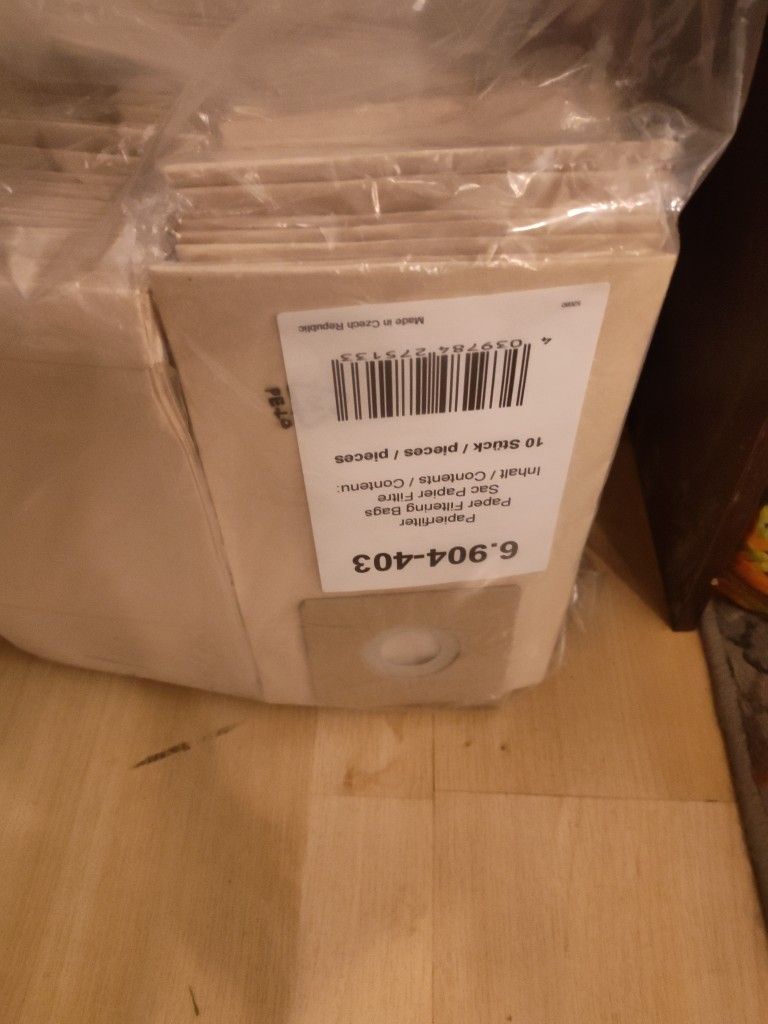 6.904-403
Papierfilter
Paper Filtering Bags
Sac Papier Filtre
Inhalt / Contents / Contenu:
10 Stück / pieces / pieces
4 039784 275133
Made in Czech Republic